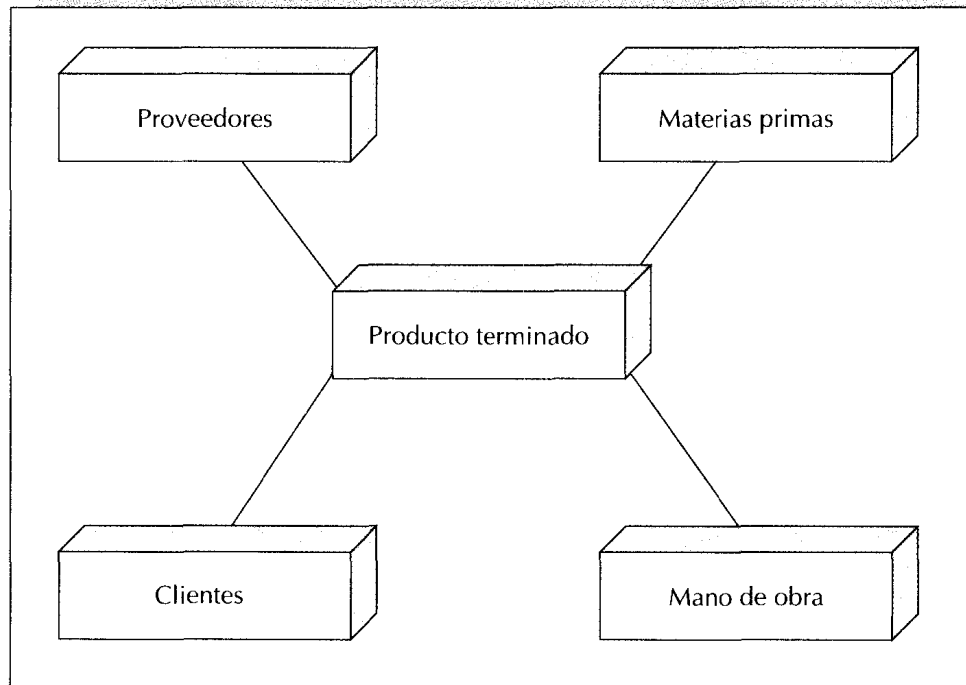 Proveedores
Materias primas
Producto terminado
Clientes
Mano de obra